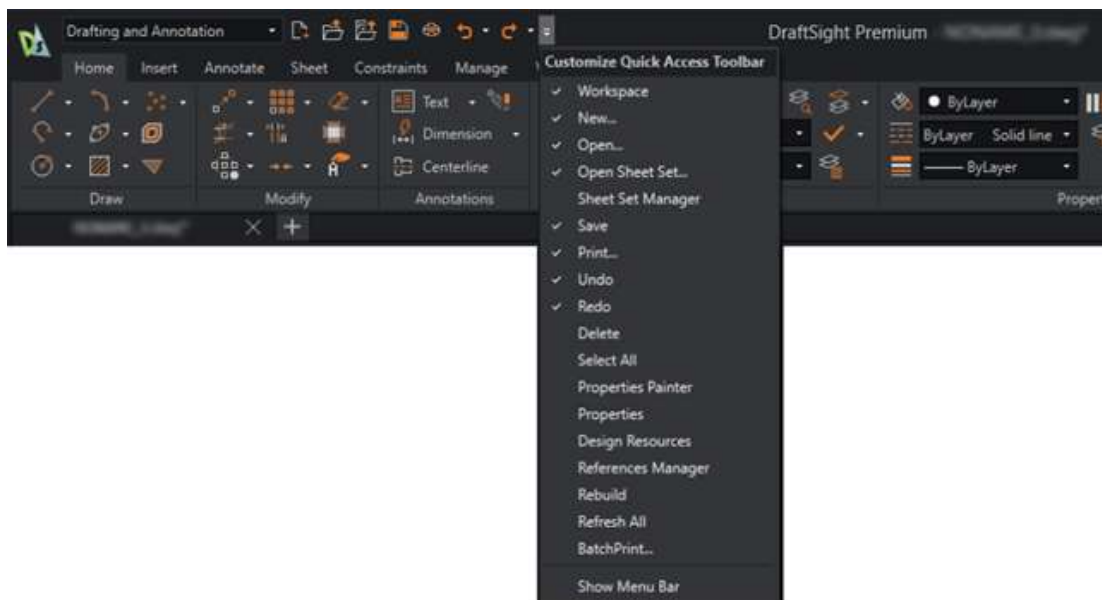 Drafting and Annotation
DraftSight Premium
Home Insert Annotate Sheet Constraints Manage
Customize Quick Access Toolbar
Workspace
New...
Open...
Open Sheet Set...
Sheet Set Manager
Save
Print...
Undo
Redo
Delete
Select All
Properties Painter
Properties
Design Resources
References Manager
Rebuild
Refresh All
BatchPrint...
Show Menu Bar
Text
Dimension
Centerline
Draw Modify Annotations
ByLayer
ByLayer Solid line
ByLayer
Proper